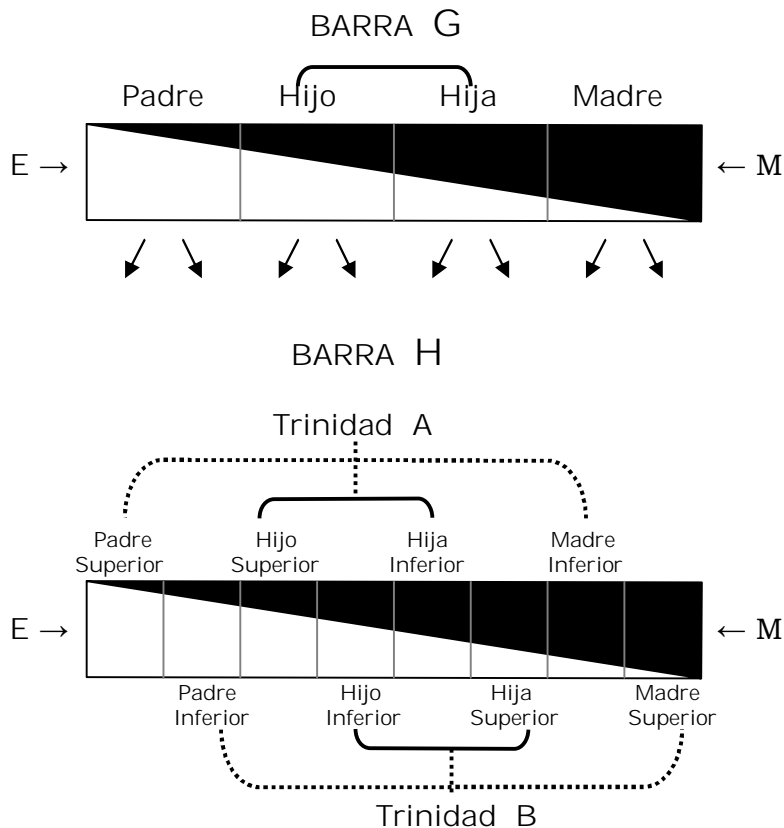 BARRA G
Padre Hijo Hija Madre
E → ← M
BARRA H
Trinidad A
Padre Superior
Hijo Superior
Hija Inferior
Madre Inferior
E → ← M
Padre Inferior
Hijo Inferior
Hija Superior
Madre Superior
Trinidad B